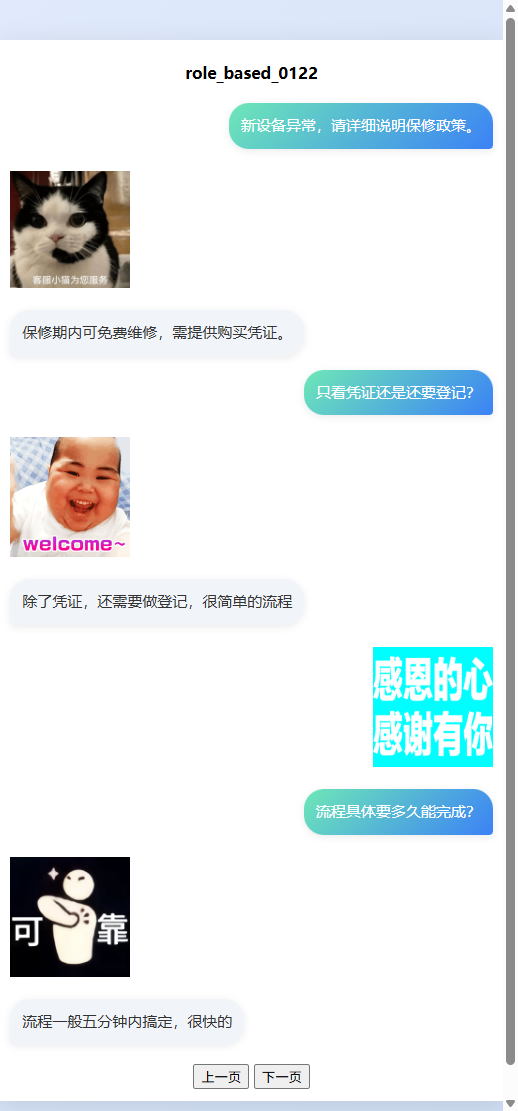 role_based_0122
新设备异常，请详细说明保修政策。
客服小猫为您服务
保修期内可免费维修，需提供购买凭证。
只看凭证还是还要登记？
welcome~
除了凭证，还需要做登记，很简单的流程
感恩的心
感谢有你
流程具体要多久能完成？
可靠
流程一般五分钟内搞定，很快的
上一页 下一页